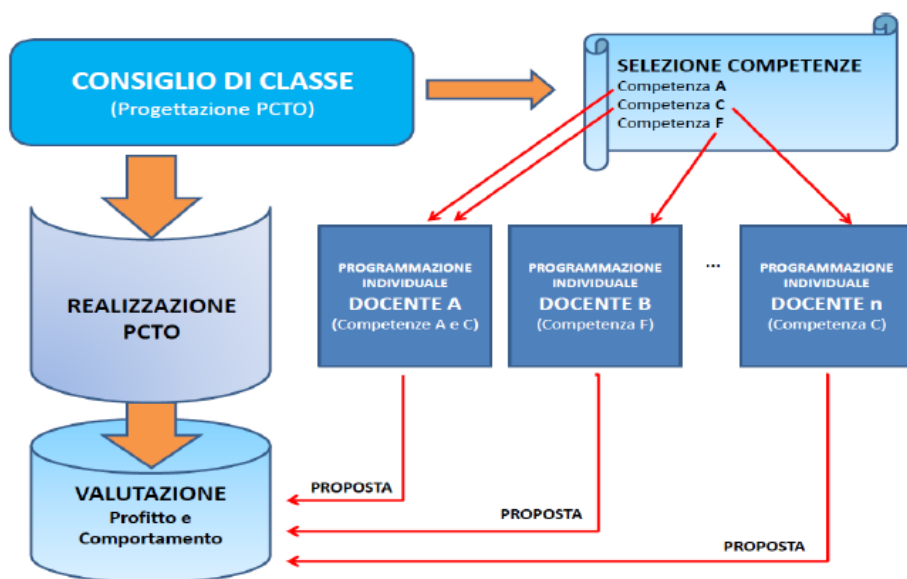 CONSIGLIO DI CLASSE
(Progettazione PCTO)
SELEZIONE COMPETENZE
Competenza A
Competenza C
Competenza F
REALIZZAZIONE
PCTO
PROGRAMMAZIONE
INDIVIDUALE
DOCENTE A
(Competenze A e C)
PROGRAMMAZIONE
INDIVIDUALE
DOCENTE B
(Competenza F)
...
PROGRAMMAZIONE
INDIVIDUALE
DOCENTE n
(Competenza C)
VALUTAZIONE
Profitto e
Comportamento
PROPOSTA
PROPOSTA
PROPOSTA